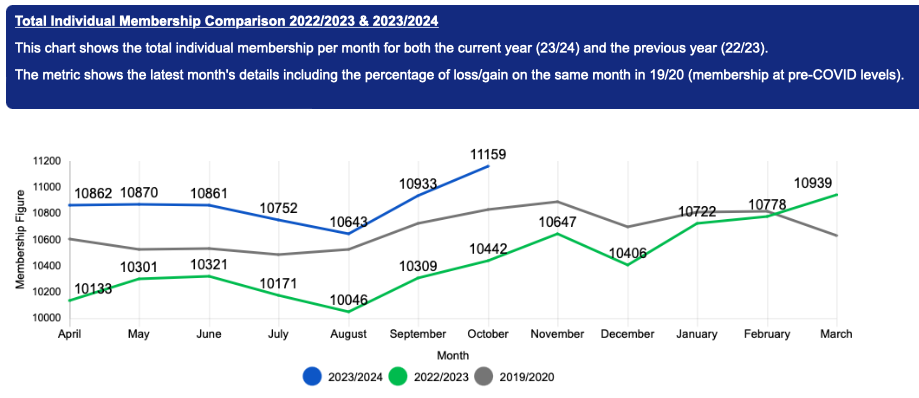 Total Individual Membership Comparison 2022/2023 & 2023/2024
This chart shows the total individual membership per month for both the current year (23/24) and the previous year (22/23).
The metric shows the latest month's details including the percentage of loss/gain on the same month in 19/20 (membership at pre-COVID levels).
Membership Figure
11200
11000
10800
10600
10400
10200
10000
10862 10870 10861 10752 10643 10933 11159
10133 10301 10321 10171 10046 10309 10442 10647 10406 10722 10778 10939
April May June July August September October November December January February March
Month
2023/2024 2022/2023 2019/2020